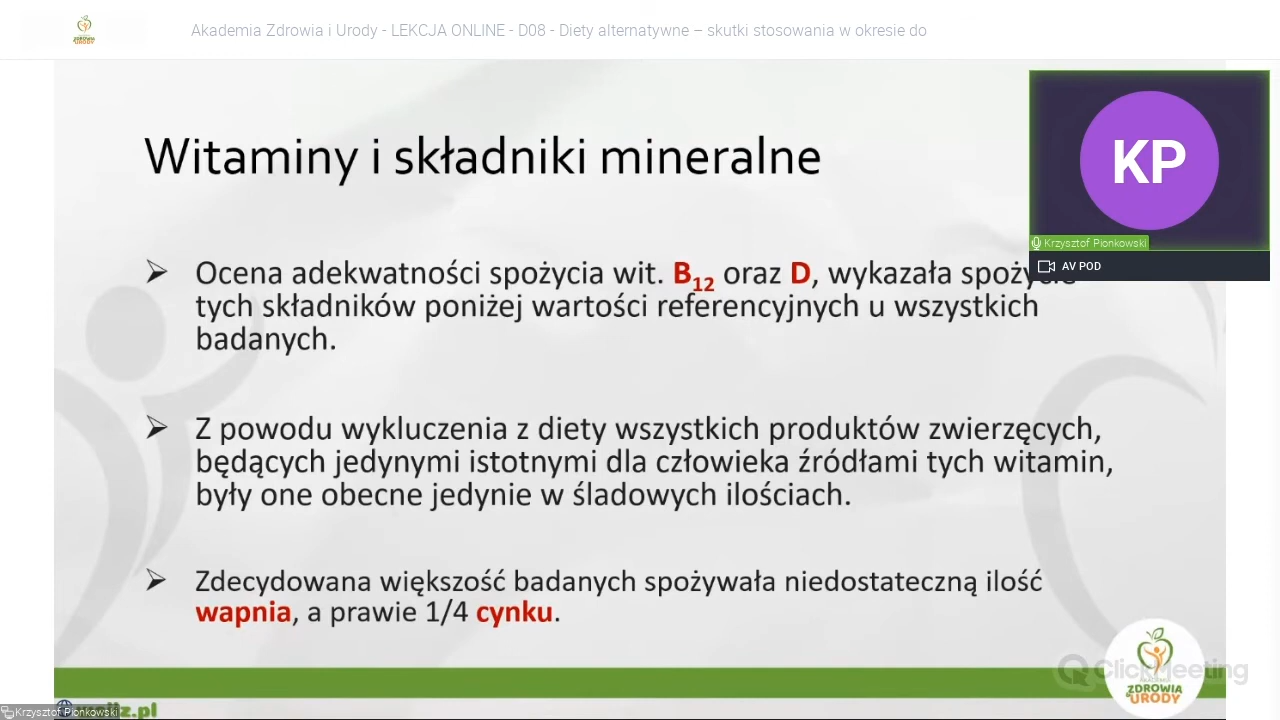 Akademia Zdrowia i Urody - LEKCJA ONLINE - D08 - Diety alternatywne – skutki stosowania w okresie do
KP
Krzysztof Pionkowski
AV POD
Witaminy i składniki mineralne
Ocena adekwatności spożycia wit. B12 oraz D, wykazała spożycie
tych składników poniżej wartości referencyjnych u wszystkich
badanych.
Z powodu wykluczenia z diety wszystkich produktów zwierzęcych,
będących jedynymi istotnymi dla człowieka źródłami tych witamin,
były one obecne jedynie w śladowych ilościach.
Zdecydowana większość badanych spożywała niedostateczną ilość
wapnia, a prawie 1/4 cynku.
ClickMeeting
ZDROWIA
i URODY
Krzysztof Pionkowski